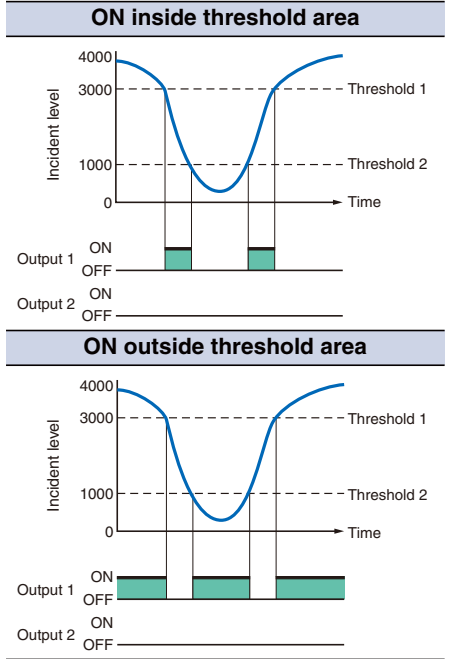 ON inside threshold area
Incident level
4000
3000
Threshold 1
1000
Threshold 2
0
Time
Output 1
ON
OFF
Output 2
ON
OFF
ON outside threshold area
Incident level
4000
3000
Threshold 1
1000
Threshold 2
0
Time
Output 1
ON
OFF
Output 2
ON
OFF